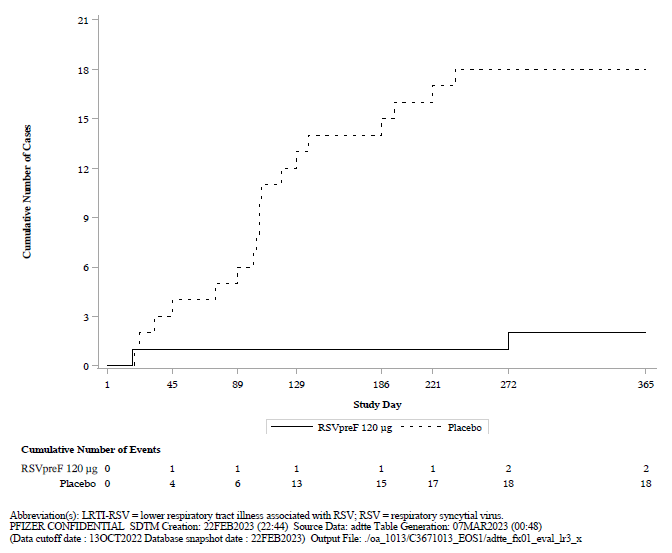 21
18
15
12
9
6
3
0
Cumulative Number of Cases
1 45 89 129 186 221 272 365
Study Day
RSVpreF 120 µg Placebo
Cumulative Number of Events
RSVpreF 120 µg 0 1 1 1 1 1 2 2
Placebo 0 4 6 13 15 17 18 18
Abbreviation(s): LRTI-RSV = lower respiratory tract illness associated with RSV; RSV = respiratory syncytial virus.
PFIZER CONFIDENTIAL SDTM Creation: 22FEB2023 (22:44) Source Data: adtte Table Generation: 07MAR2023 (00:48)
(Data cutoff date : 13OCT2022 Database snapshot date : 22FEB2023) Output File: ./oa_1013/C3671013_EOS1/adtte_fx01_eval_lr3_x